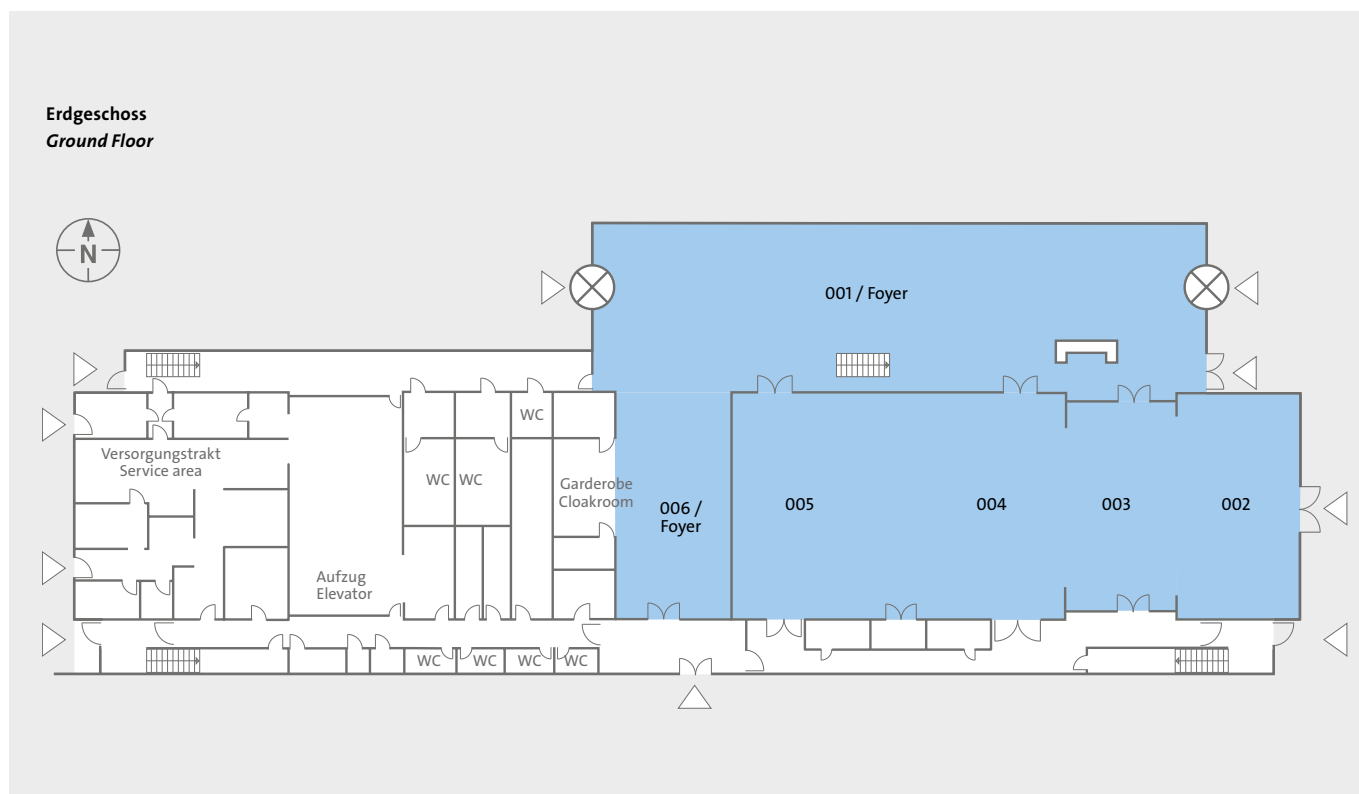 Erdgeschoss
Ground Floor
N
001 / Foyer
WC
Versorgungstrakt
Service area
WC
WC
Garderobe
Cloakroom
006 /
Foyer
005
004
003
002
Aufzug
Elevator
WC
WC
WC
WC